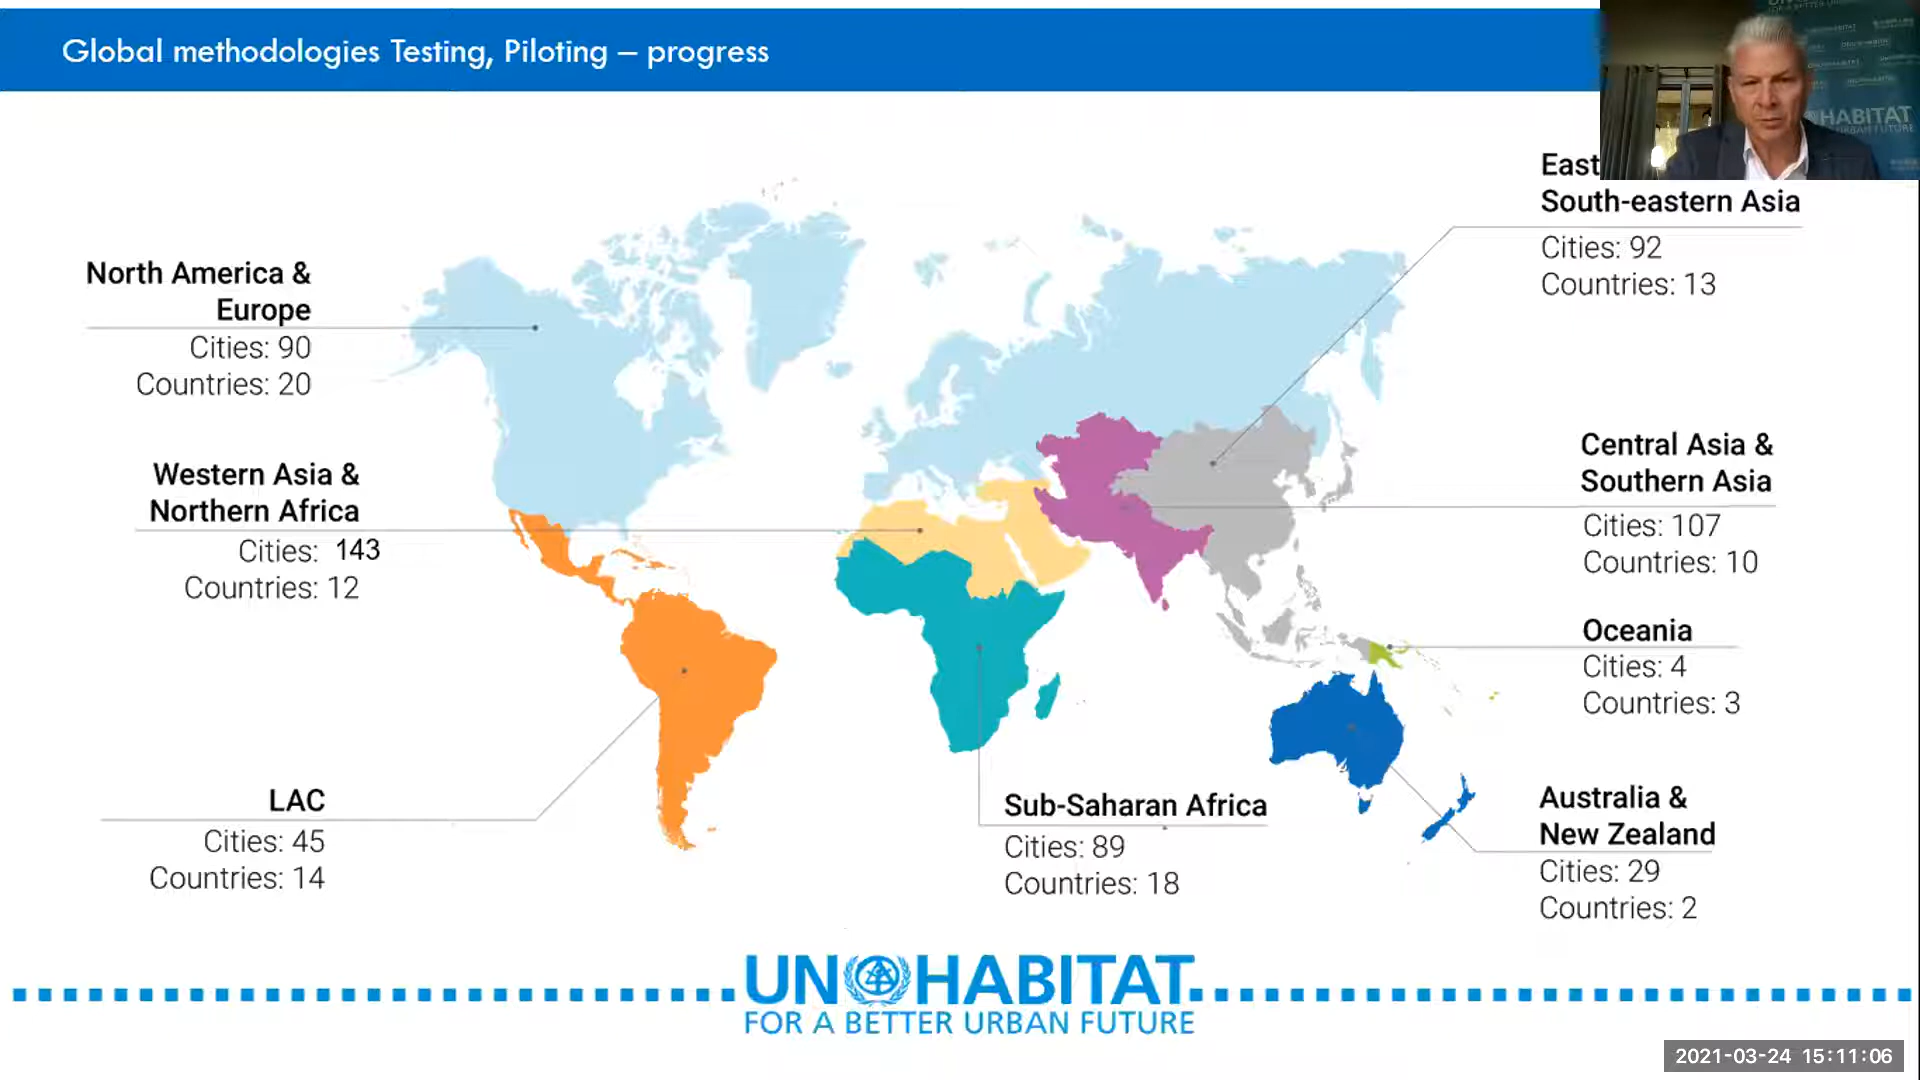 Global methodologies Testing, Piloting – progress
HABITAT
East
South-eastern Asia
Cities: 92
Countries: 13
North America &
Europe
Cities: 90
Countries: 20
Western Asia &
Northern Africa
Cities: 143
Countries: 12
Central Asia &
Southern Asia
Cities: 107
Countries: 10
Oceania
Cities: 4
Countries: 3
LAC
Cities: 45
Countries: 14
Sub-Saharan Africa
Cities: 89
Countries: 18
Australia &
New Zealand
Cities: 29
Countries: 2
UN HABITAT
FOR A BETTER URBAN FUTURE
2021-03-24 15:11:06